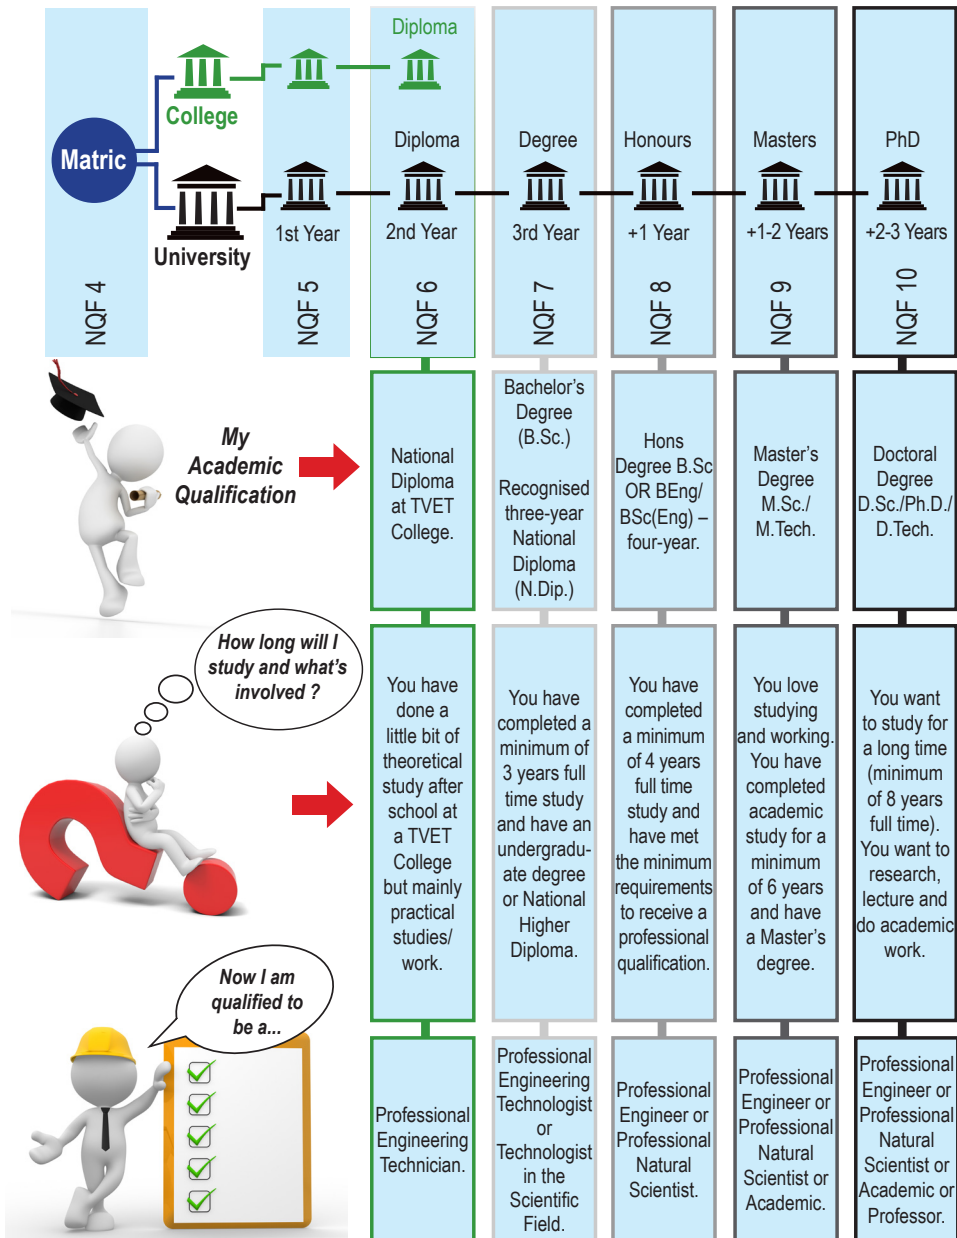 Diploma
College
Matric
University
Diploma
Degree
Honours
Masters
PhD
1st Year
2nd Year
3rd Year
+1 Year
+1-2 Years
+2-3 Years
NQF 4
NQF 5
NQF 6
NQF 7
NQF 8
NQF 9
NQF 10
My
Academic
Qualification
National
Diploma
at TVET
College.
Bachelor’s
Degree
(B.Sc.)
Recognised
three-year
National
Diploma
(N.Dip.)
Hons
Degree B.Sc
OR BEng/
BSc(Eng) –
four-year.
Master’s
Degree
M.Sc./
M.Tech.
Doctoral
Degree
D.Sc./Ph.D./
D.Tech.
How long will I
study and what’s
involved ?
You have
done a
little bit of
theoretical
study after
school at
a TVET
College
but mainly
practical
studies/
work.
You have
completed a
minimum of
3 years full
time study
and have an
undergradu-
ate degree
or National
Higher
Diploma.
You have
completed
a minimum
of 4 years
full time
study and
have met
the minimum
requirements
to receive a
professional
qualification.
You love
studying
and working.
You have
completed
academic
study for a
minimum
of 6 years
and have
a Master’s
degree.
You want
to study for
a long time
(minimum
of 8 years
full time).
You want to
research,
lecture and
do academic
work.
Now I am
qualified to
be a...
Professional
Engineering
Technician.
Professional
Engineering
Technologist
or
Technologist
in the
Scientific
Field.
Professional
Engineer or
Professional
Natural
Scientist.
Professional
Engineer or
Professional
Natural
Scientist or
Academic.
Professional
Engineer or
Professional
Natural
Scientist or
Academic or
Professor.